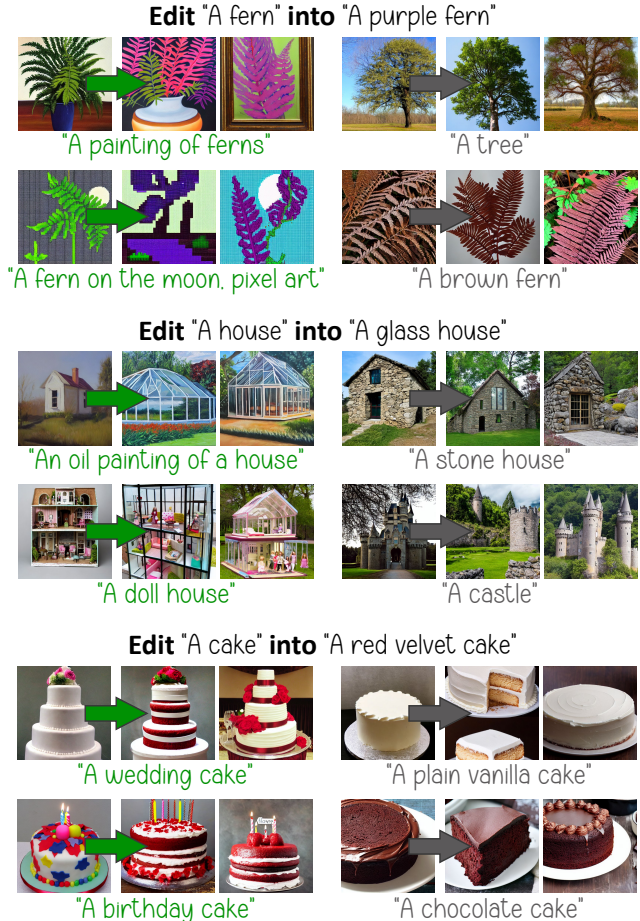 Edit "A fern" into "A purple fern"
"A painting of ferns"
"A tree"
"A fern on the moon, pixel art"
"A brown fern"
Edit "A house" into "A glass house"
"An oil painting of a house"
"A stone house"
"A doll house"
"A castle"
Edit "A cake" into "A red velvet cake"
"A wedding cake"
"A plain vanilla cake"
"A birthday cake"
"A chocolate cake"